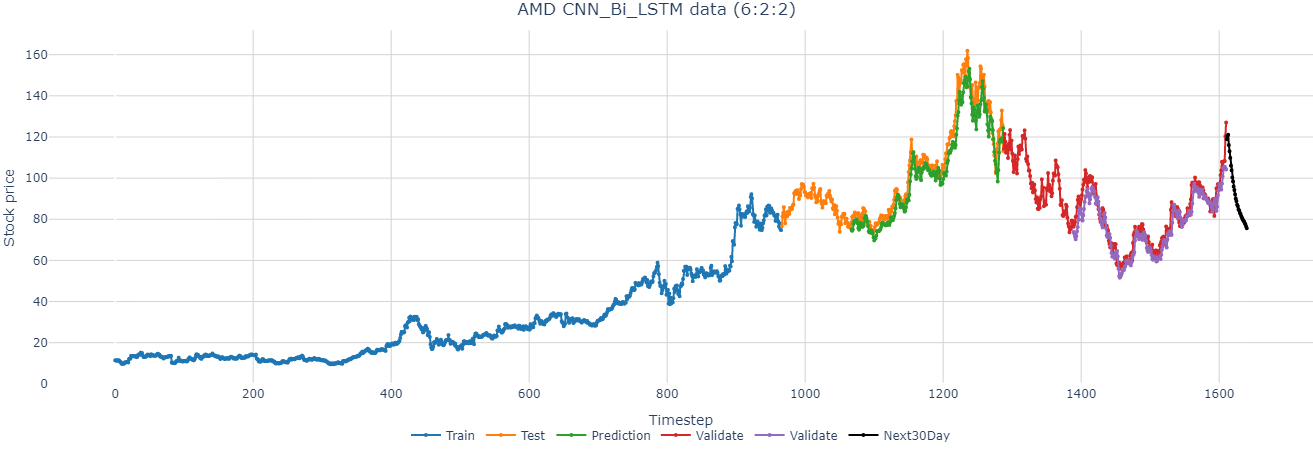 AMD CNN_Bi_LSTM data (6:2:2)
160
140
120
100
80
60
40
20
0
Stock price
0 200 400 600 800 1000 1200 1400 1600
Timestep
Train Test Prediction Validate Validate Next30Day